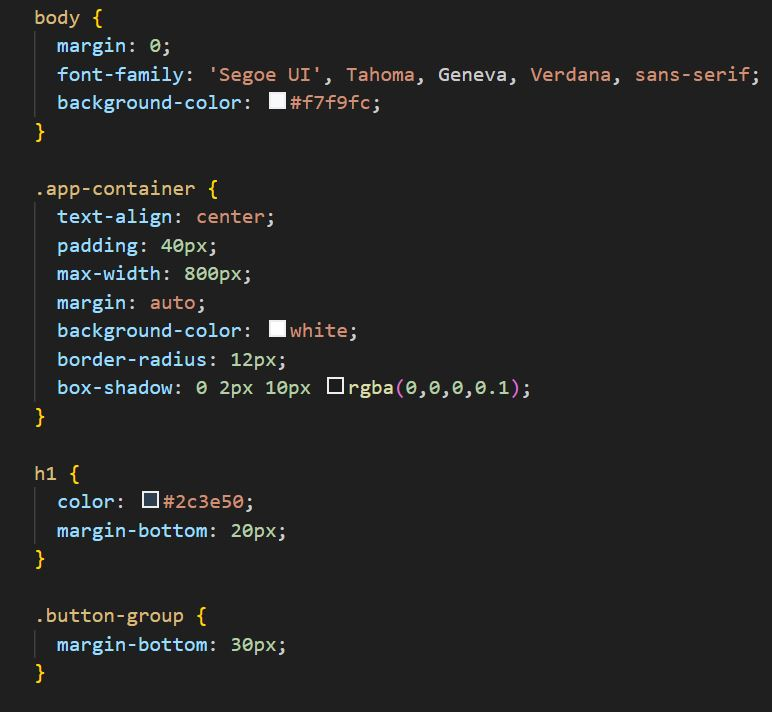 body {
  margin: 0;
  font-family: 'Segoe UI', Tahoma, Geneva, Verdana, sans-serif;
  background-color: #f7f9fc;
}

.app-container {
  text-align: center;
  padding: 40px;
  max-width: 800px;
  margin: auto;
  background-color: white;
  border-radius: 12px;
  box-shadow: 0 2px 10px rgba(0,0,0,0.1);
}

h1 {
  color: #2c3e50;
  margin-bottom: 20px;
}

.button-group {
  margin-bottom: 30px;
}